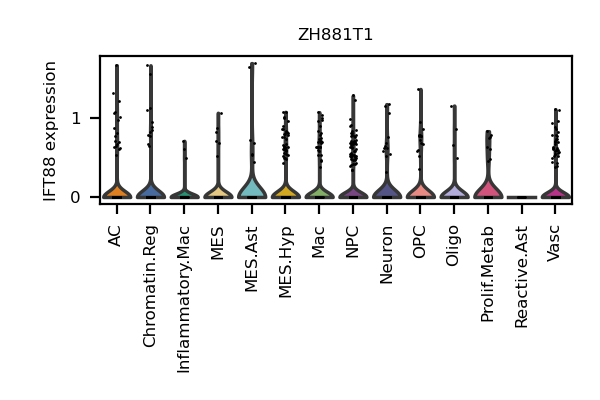 ZH881T1
IFT88 expression
1
0
AC
Chromatin.Reg
Inflammatory.Mac
MES
MES.Ast
MES.Hyp
Mac
NPC
Neuron
OPC
Oligo
Prolif.Metab
Reactive.Ast
Vasc